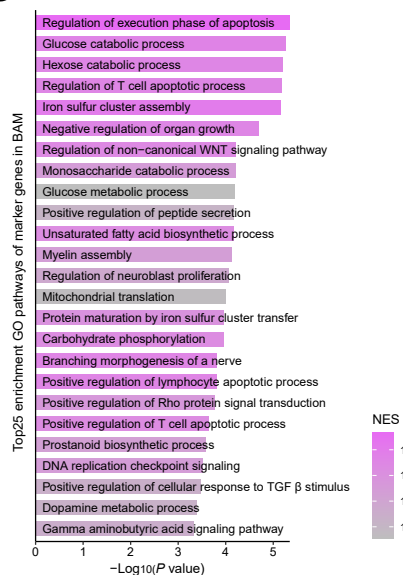 Regulation of execution phase of apoptosis
Glucose catabolic process
Hexose catabolic process
Regulation of T cell apoptotic process
Iron sulfur cluster assembly
Negative regulation of organ growth
Regulation of non−canonical WNT signaling pathway
Monosaccharide catabolic process
Glucose metabolic process
Positive regulation of peptide secretion
Unsaturated fatty acid biosynthetic process
Myelin assembly
Regulation of neuroblast proliferation
Mitochondrial translation
Protein maturation by iron sulfur cluster transfer
Carbohydrate phosphorylation
Branching morphogenesis of a nerve
Positive regulation of lymphocyte apoptotic process
Positive regulation of Rho protein signal transduction
Positive regulation of T cell apoptotic process
Prostanoid biosynthetic process
DNA replication checkpoint signaling
Positive regulation of cellular response to TGF β stimulus
Dopamine metabolic process
Gamma aminobutyric acid signaling pathway
Top25 enrichment GO pathways of marker genes in BAM
0 1 2 3 4 5
−Log10(P value)
NES